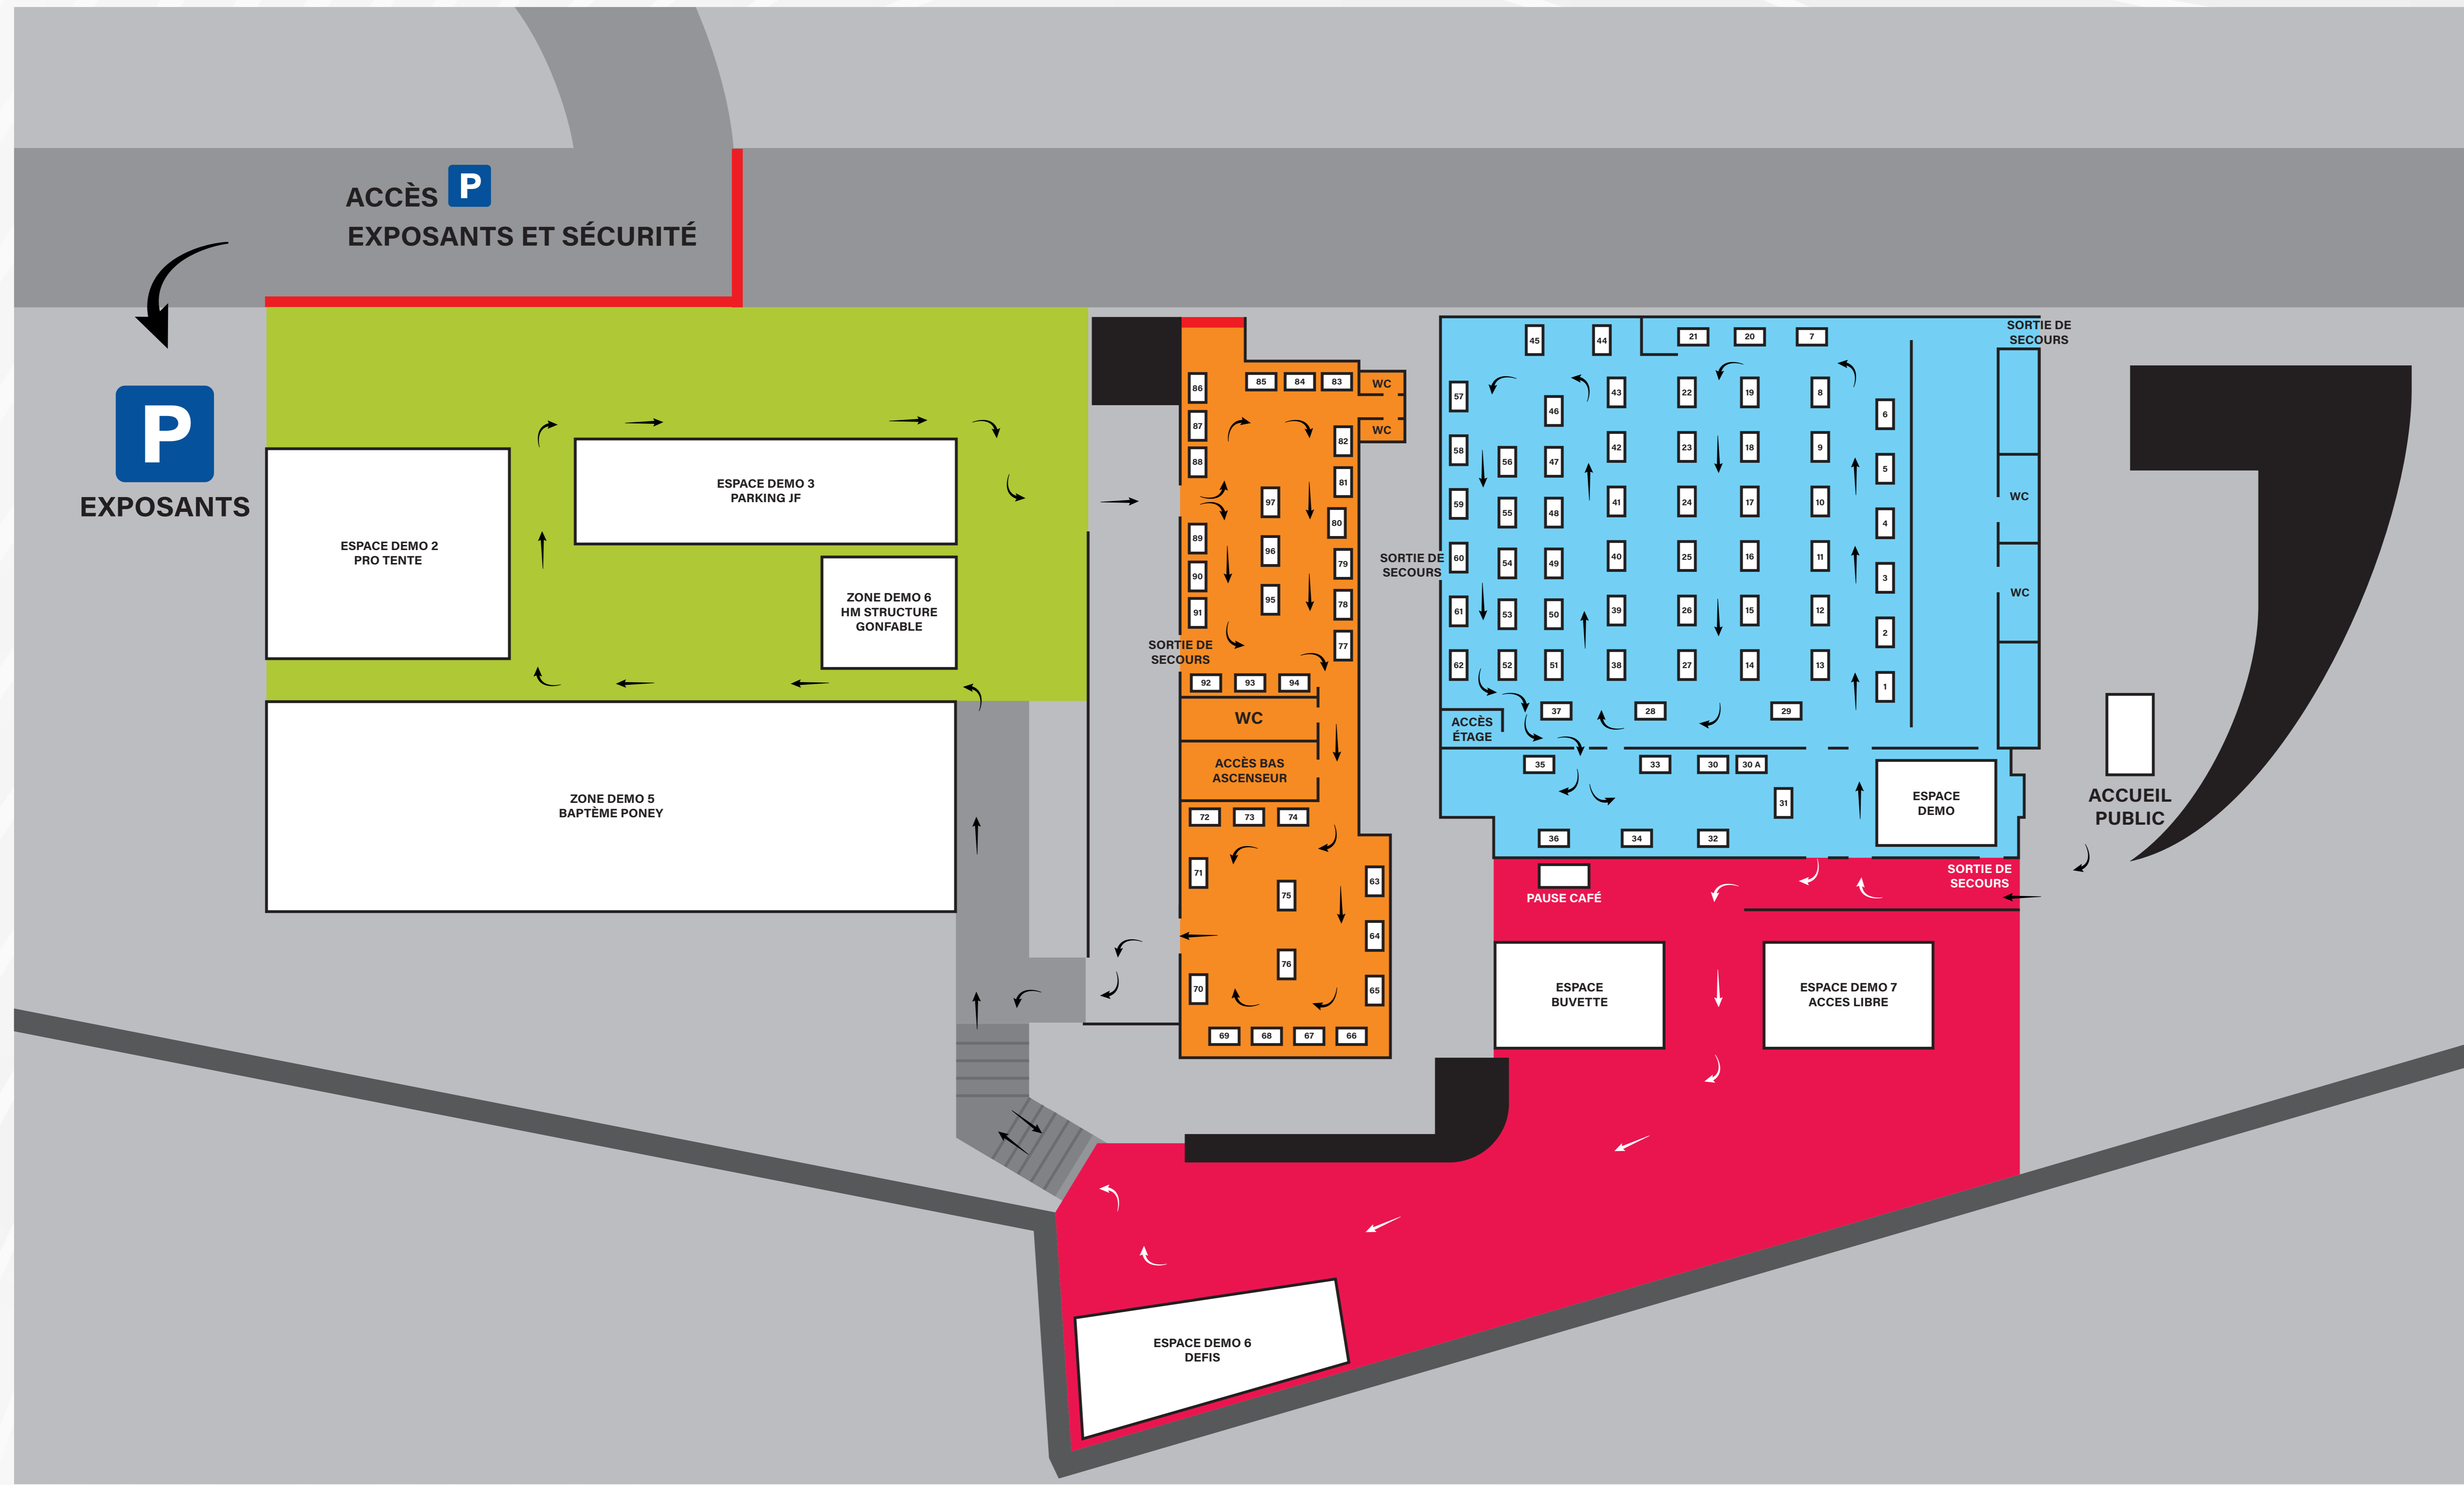 ACCÈS P
EXPOSANTS ET SÉCURITÉ
P
EXPOSANTS
ESPACE DEMO 2
PRO TENTE
ESPACE DEMO 3
PARKING JF
ZONE DEMO 6
HM STRUCTURE
GONFABLE
ZONE DEMO 5
BAPTÈME PONEY
86
85
84
83
WC
87
82
WC
88
81
97
80
89
96
79
90
95
78
91
77
SORTIE DE
SECOURS
92
93
94
WC
ACCÈS BAS
ASCENSEUR
72
73
74
71
75
63
64
76
70
65
69
68
67
66
SORTIE DE
SECOURS
45
44
21
20
7
SORTIE DE
SECOURS
57
46
43
22
19
8
6
58
56
47
42
23
18
9
5
WC
59
55
48
41
24
17
10
4
60
54
49
40
25
16
11
3
WC
61
53
50
39
26
15
12
2
62
52
51
38
27
14
13
1
37
28
29
ACCÈS
ÉTAGE
35
33
30
30 A
31
ESPACE
DEMO
36
34
32
ACCUEIL
PUBLIC
PAUSE CAFÉ
SORTIE DE
SECOURS
ESPACE
BUVETTE
ESPACE DEMO 7
ACCES LIBRE
ESPACE DEMO 6
DEFIS